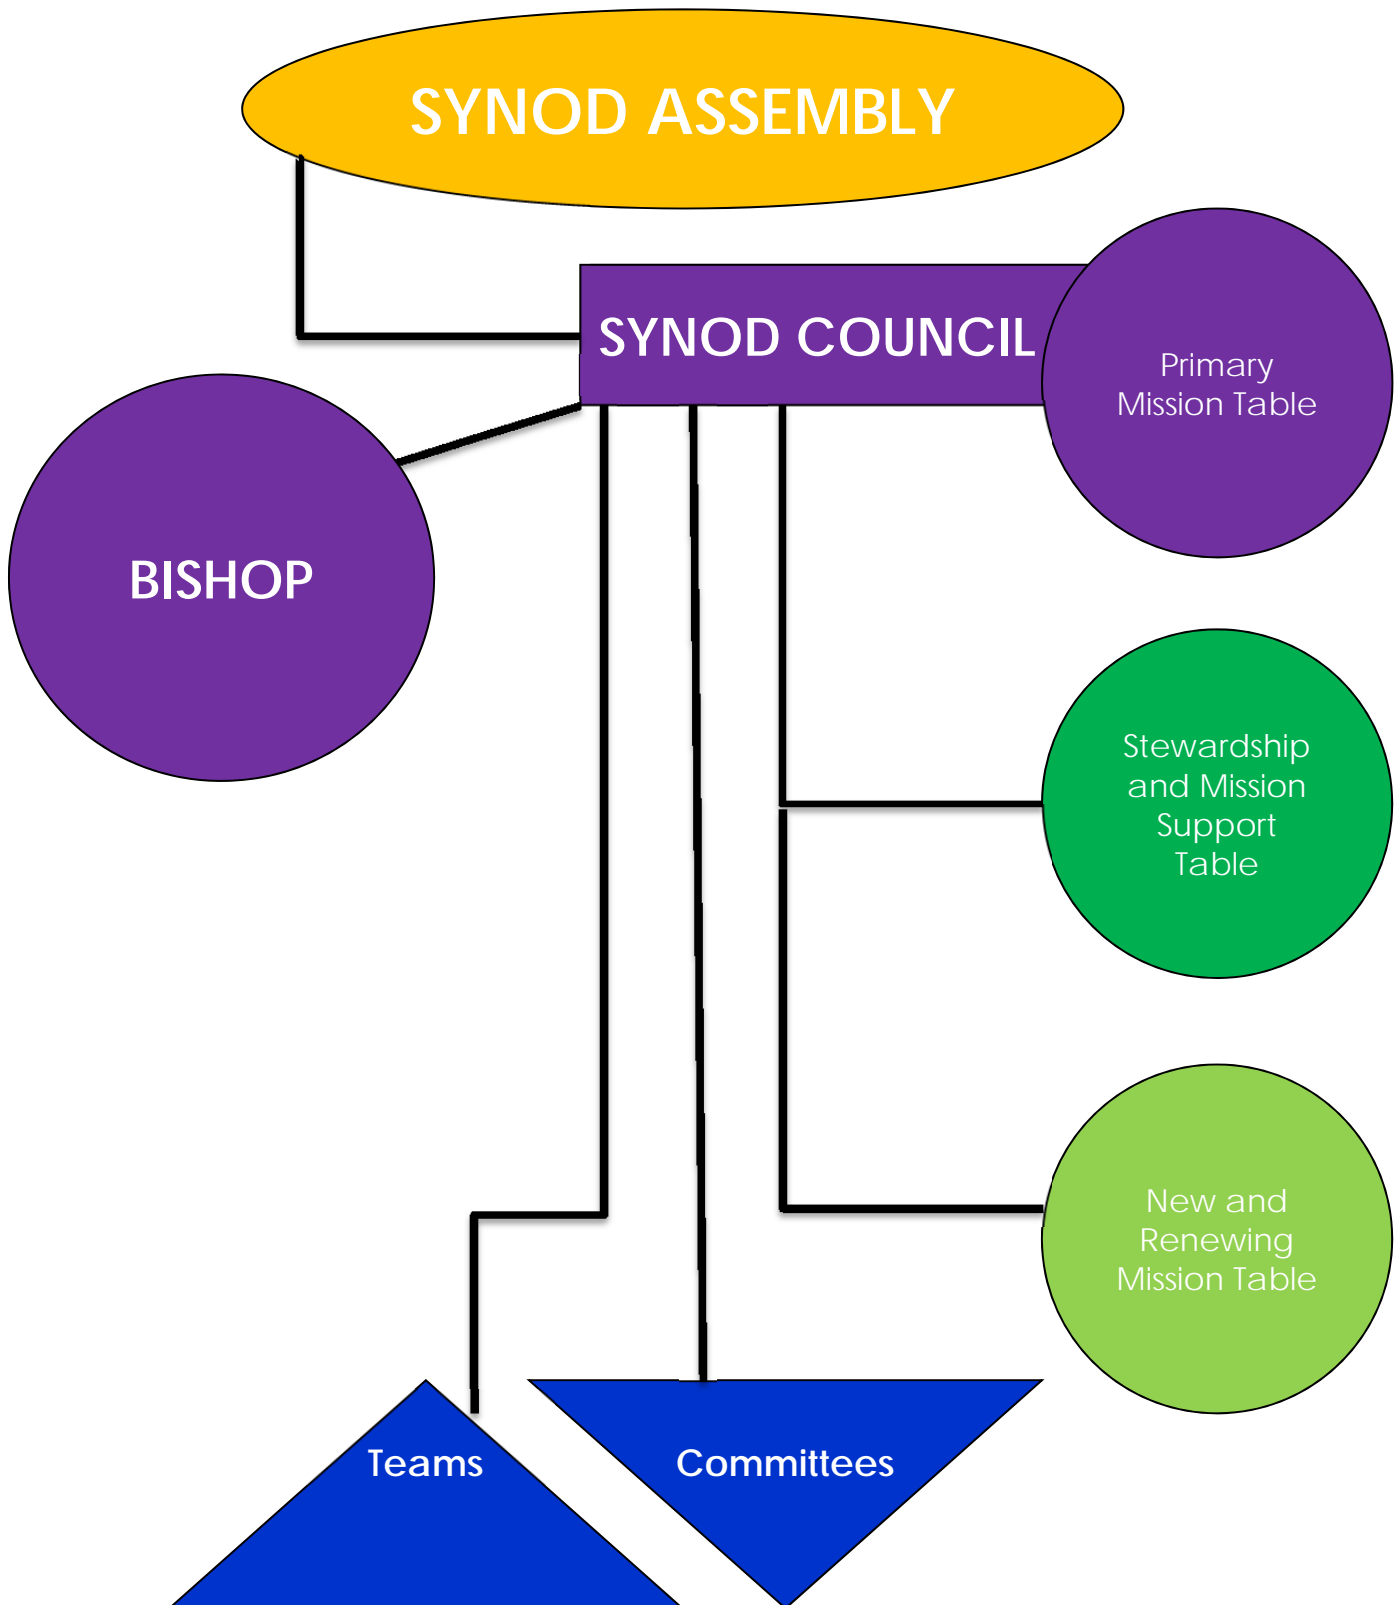 SYNOD ASSEMBLY
SYNOD COUNCIL
Primary
Mission Table
BISHOP
Stewardship
and Mission
Support
Table
New and
Renewing
Mission Table
Teams
Committees